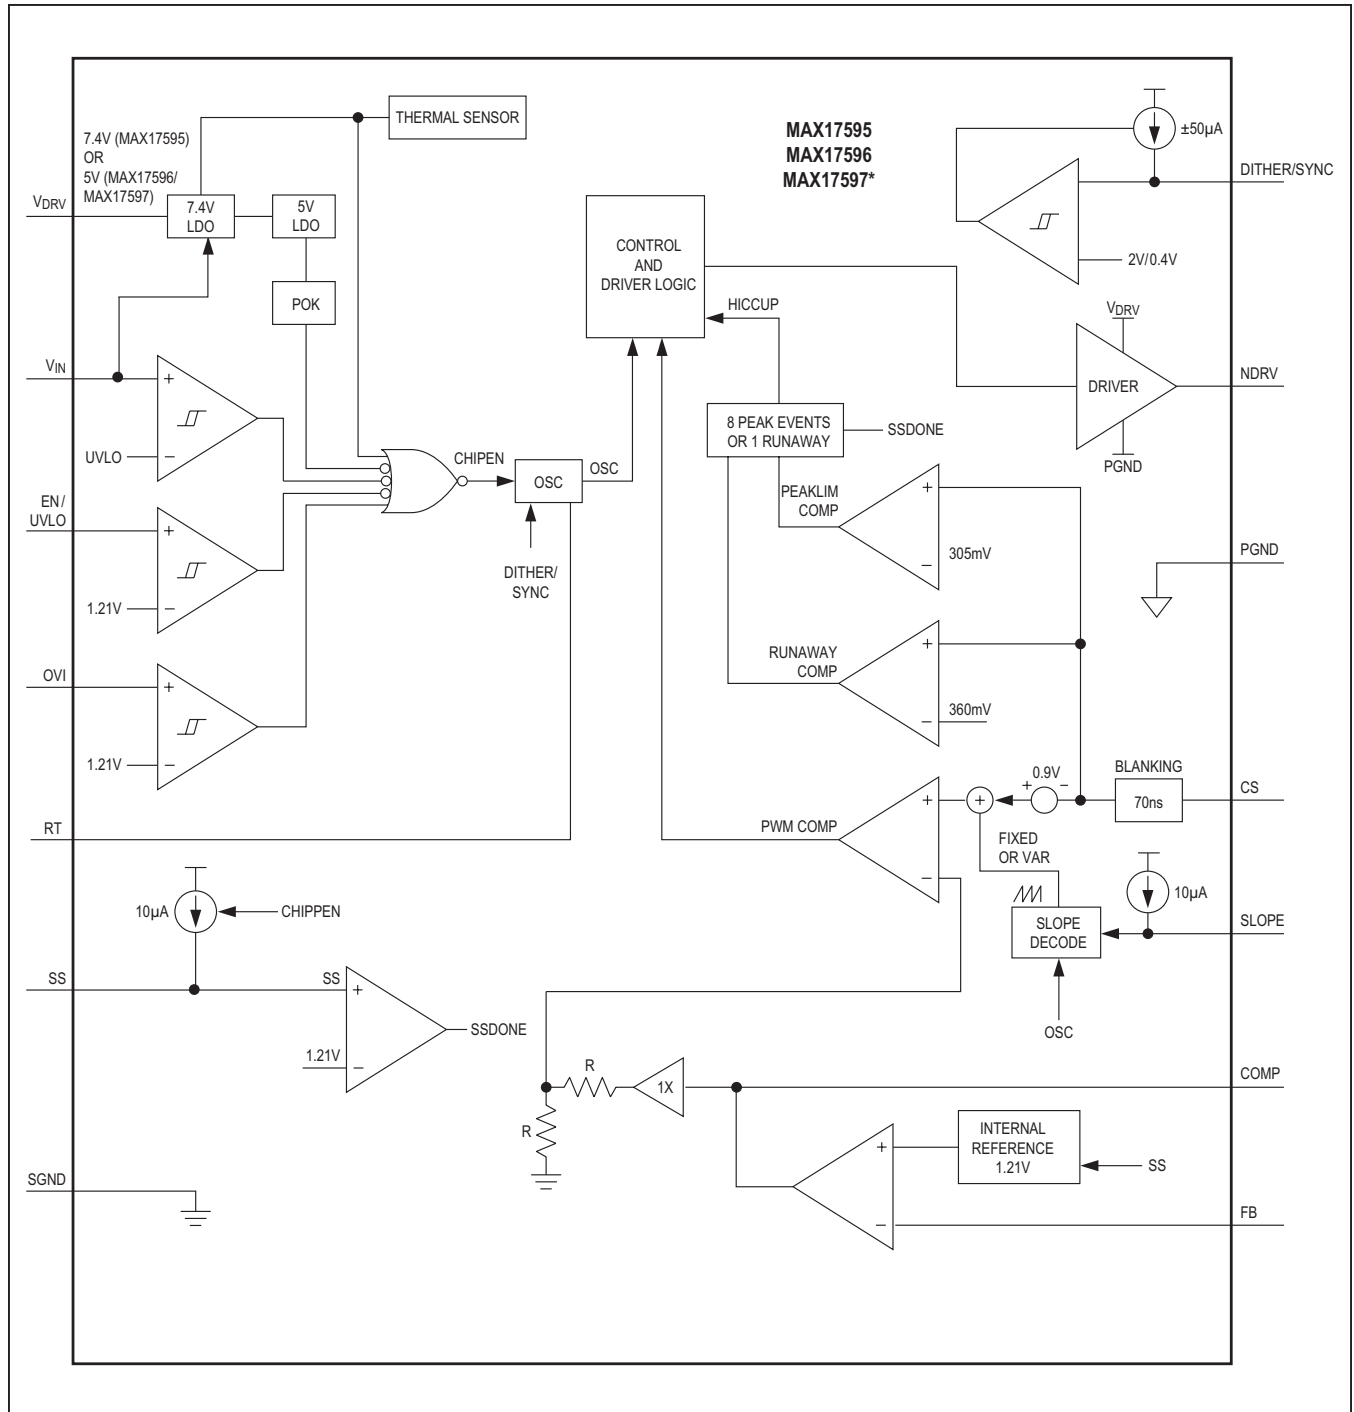 THERMAL SENSOR
MAX17595
MAX17596
MAX17597*
±50µA
DITHER/SYNC
2V/0.4V
7.4V (MAX17595)
OR
5V (MAX17596/
MAX17597)
VDRV
7.4V
LDO
5V
LDO
POK
CONTROL
AND
DRIVER LOGIC
HICCUP
VDRV
DRIVER
NDRV
PGND
VIN
+
UVLO
−
EN /
UVLO
+
1.21V
−
OVI
+
1.21V
−
CHIPEN
OSC
OSC
DITHER/
SYNC
8 PEAK EVENTS
OR 1 RUNAWAY
SSDONE
PEAKLIM
COMP
+
305mV
−
PGND
RUNAWAY
COMP
+
360mV
−
BLANKING
70ns
CS
0.9V
+ −
+
PWM COMP
+
−
FIXED
OR VAR
SLOPE
DECODE
10µA
SLOPE
OSC
RT
10µA
CHIPPEN
SS
SS
+
1.21V
−
SSDONE
R
R
1X
COMP
INTERNAL
REFERENCE
1.21V
SS
+
−
FB
SGND